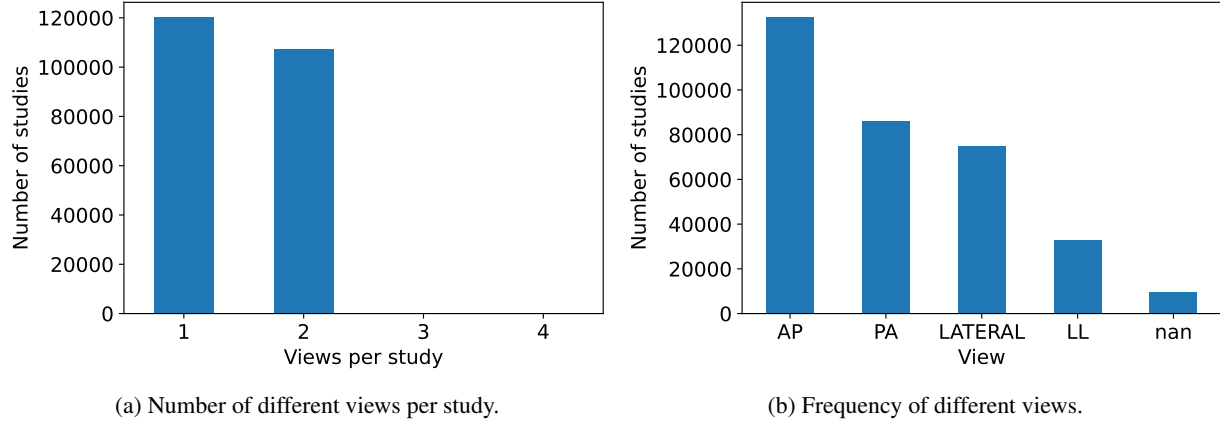 120000
100000
80000
60000
40000
20000
0
Number of studies
1 2 3 4
Views per study
(a) Number of different views per study.
120000
100000
80000
60000
40000
20000
0
Number of studies
AP PA LATERAL LL nan
View
(b) Frequency of different views.